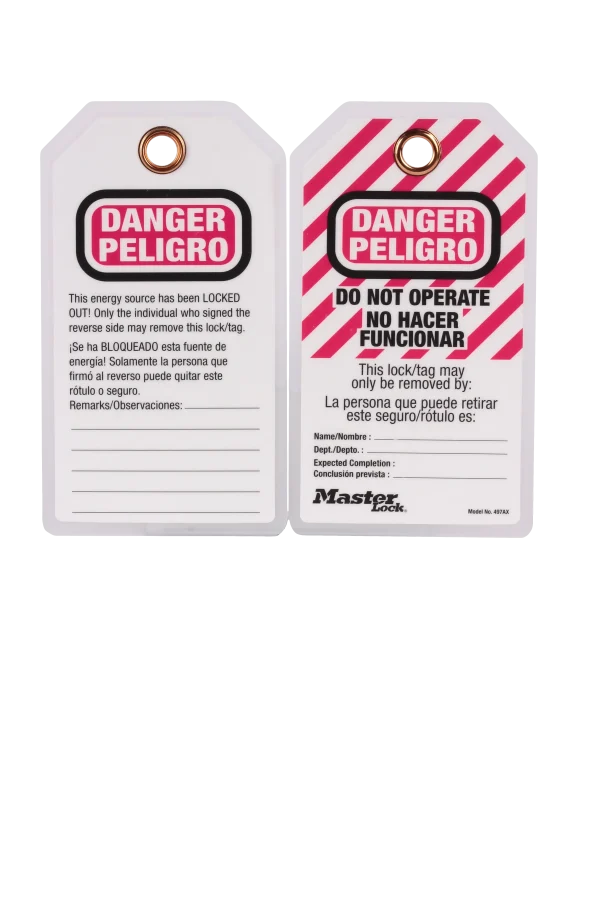 DANGER
PELIGRO
This energy source has been LOCKED
OUT! Only the individual who signed the
reverse side may remove this lock/tag.
¡Se ha BLOQUEADO esta fuente de
energía! Solamente la persona que
firmó al reverso puede quitar este
rótulo o seguro.
Remarks/Observaciones:
DANGER
PELIGRO
DO NOT OPERATE
NO HACER
FUNCIONAR
This lock/tag may
only be removed by:
La persona que puede retirar
este seguro/rótulo es:
Name/Nombre :
Dept./Depto. :
Expected Completion :
Conclusión prevista :
Master
Lock®
Model No. 497AX